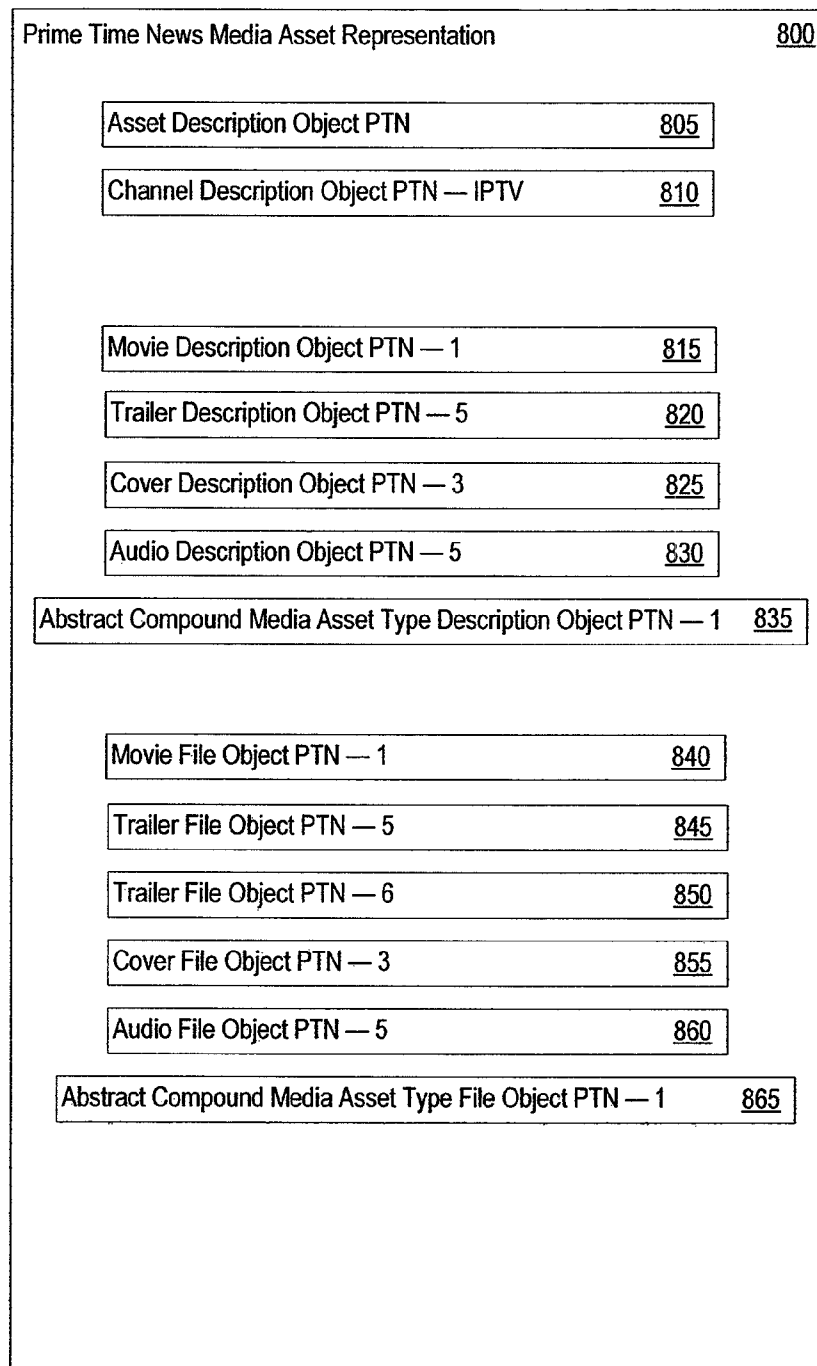 Prime Time News Media Asset Representation 800
Asset Description Object PTN 805
Channel Description Object PTN — IPTV 810
Movie Description Object PTN — 1 815
Trailer Description Object PTN — 5 820
Cover Description Object PTN — 3 825
Audio Description Object PTN — 5 830
Abstract Compound Media Asset Type Description Object PTN — 1 835
Movie File Object PTN — 1 840
Trailer File Object PTN — 5 845
Trailer File Object PTN — 6 850
Cover File Object PTN — 3 855
Audio File Object PTN — 5 860
Abstract Compound Media Asset Type File Object PTN — 1 865